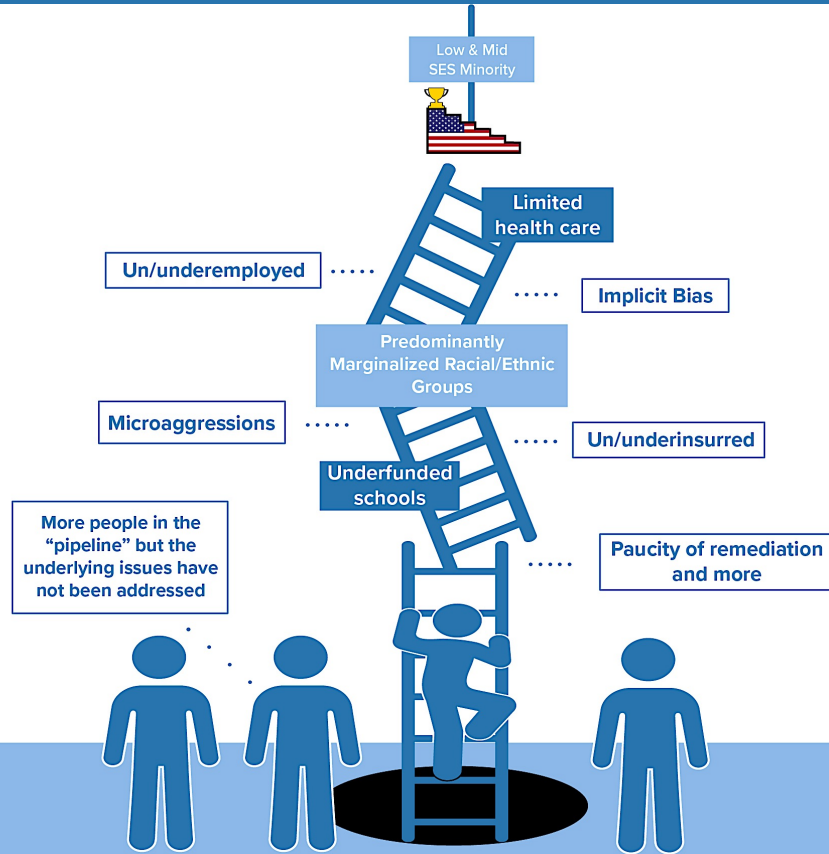 Low & Mid
SES Minority
Limited
health care
Un/underemployed
Implicit Bias
Predominantly
Marginalized Racial/Ethnic
Groups
Microaggressions
Un/underinsurred
Underfunded
schools
More people in the
“pipeline” but the
underlying issues have
not been addressed
Paucity of remediation
and more